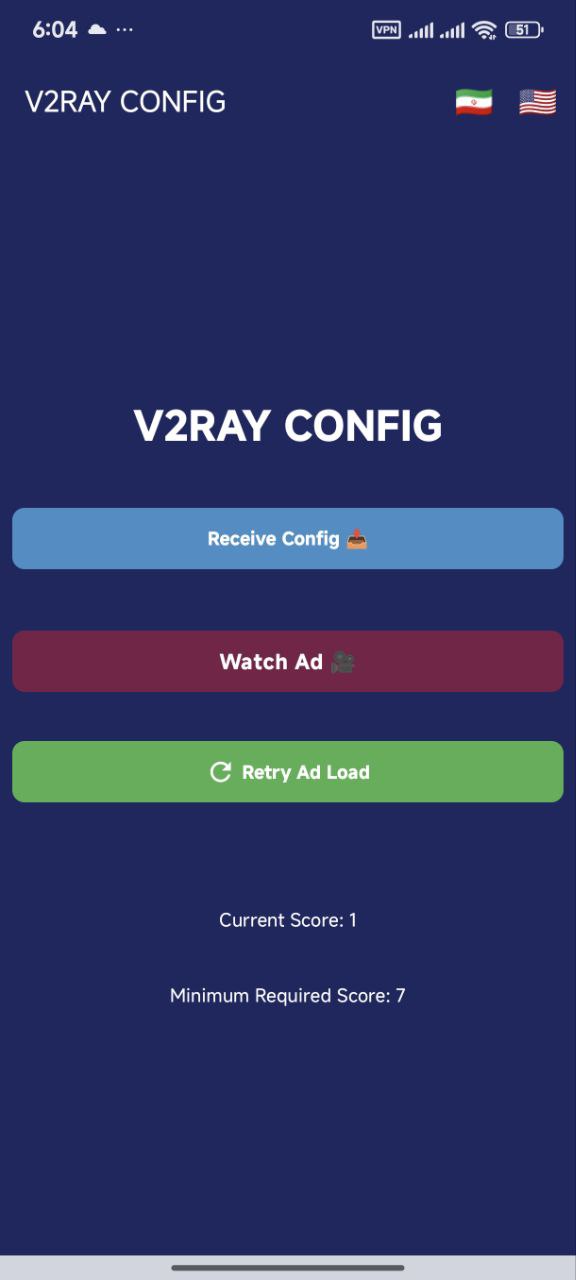 6:04
VPN
51
V2RAY CONFIG
V2RAY CONFIG
Receive Config
Watch Ad
Retry Ad Load
Current Score: 1
Minimum Required Score: 7